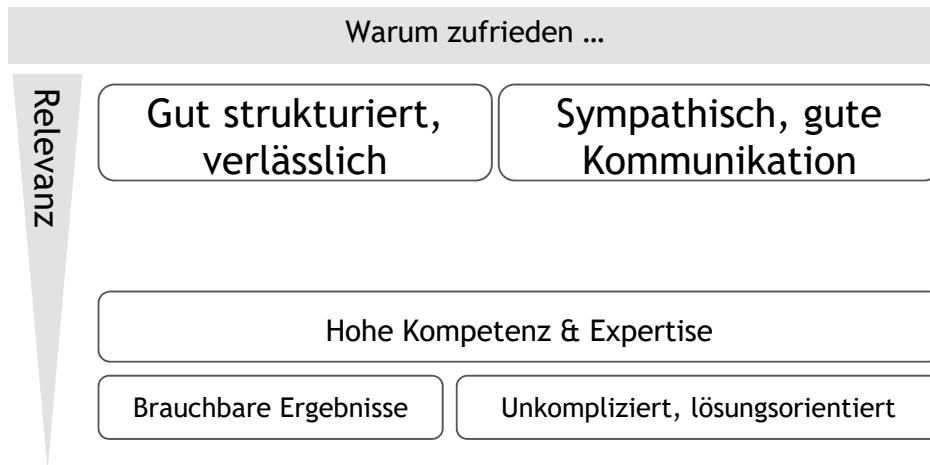 Warum zufrieden …
Relevanz
Gut strukturiert,
verlässlich
Sympathisch, gute
Kommunikation
Hohe Kompetenz & Expertise
Brauchbare Ergebnisse
Unkompliziert, lösungsorientiert